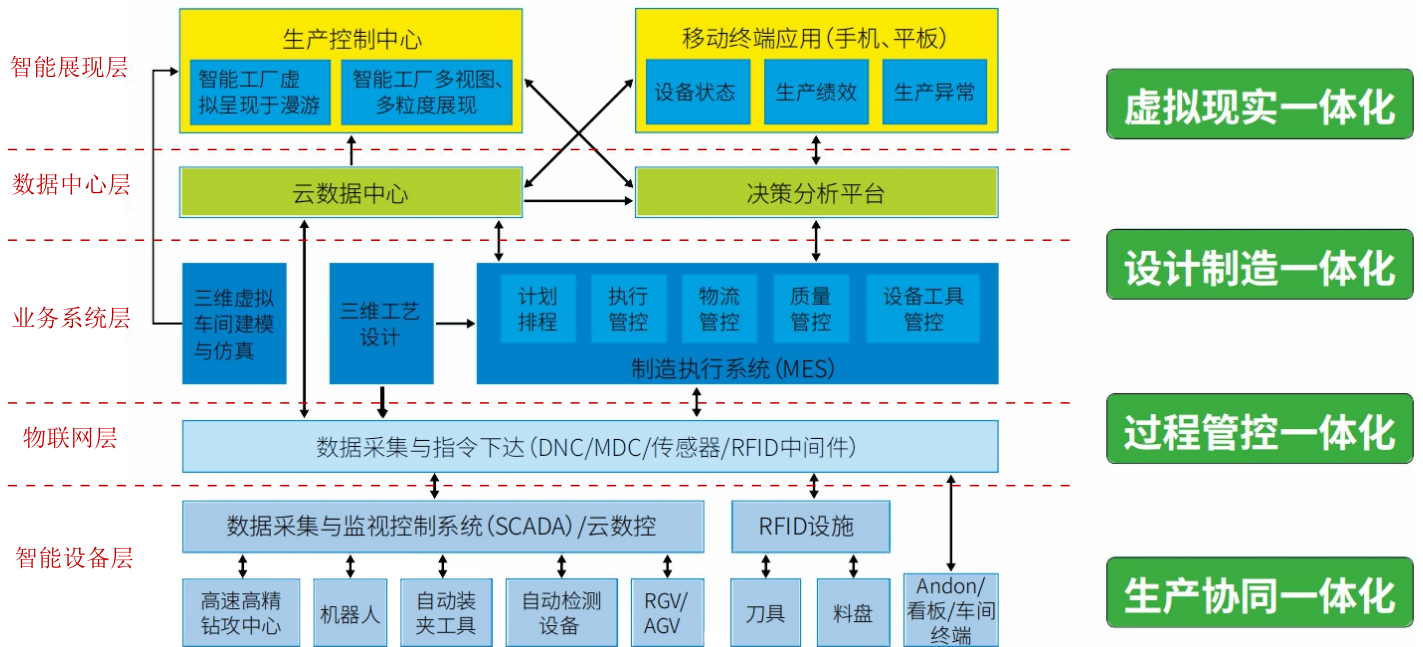 生产控制中心
移动终端应用(手机、平板)
智能展现层
智能工厂虚
拟呈现于漫游
智能工厂多视图、
多粒度展现
设备状态
生产绩效
生产异常
虚拟现实一体化
数据中心层
云数据中心
决策分析平台
设计制造一体化
业务系统层
三维虚拟
车间建模
与仿真
三维工艺
设计
计划
排程
执行
管控
物流
管控
质量
管控
设备工具
管控
制造执行系统(MES)
物联网层
数据采集与指令下达(DNC/MDC/传感器/RFID中间件)
过程管控一体化
智能设备层
数据采集与监视控制系统(SCADA)/云数控
RFID设施
高速高精
钻攻中心
机器人
自动装
夹工具
自动检测
设备
RGV/
AGV
刀具
料盘
Andon/
看板/车间
终端
生产协同一体化